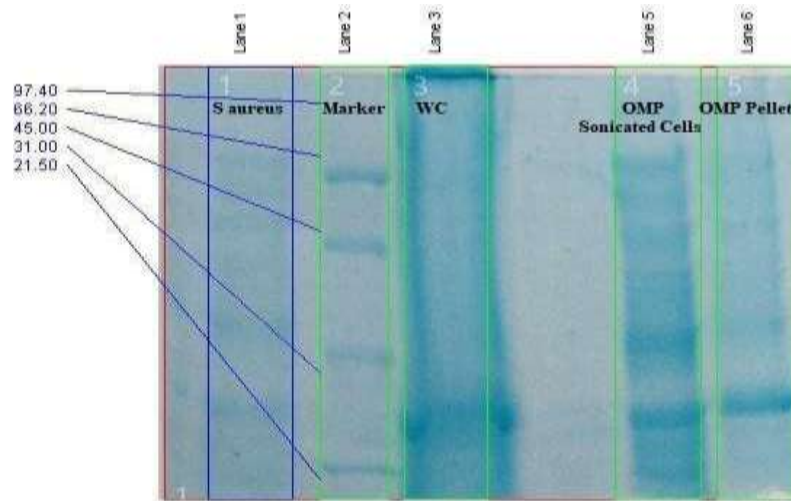 Lane 1
Lane 2
Lane 3
Lane 5
Lane 6
1
2
3
4
5
97.40
66.20
45.00
31.00
21.50
S aureus
Marker
WC
OMP
Sonicated Cells
OMP Pellet
1